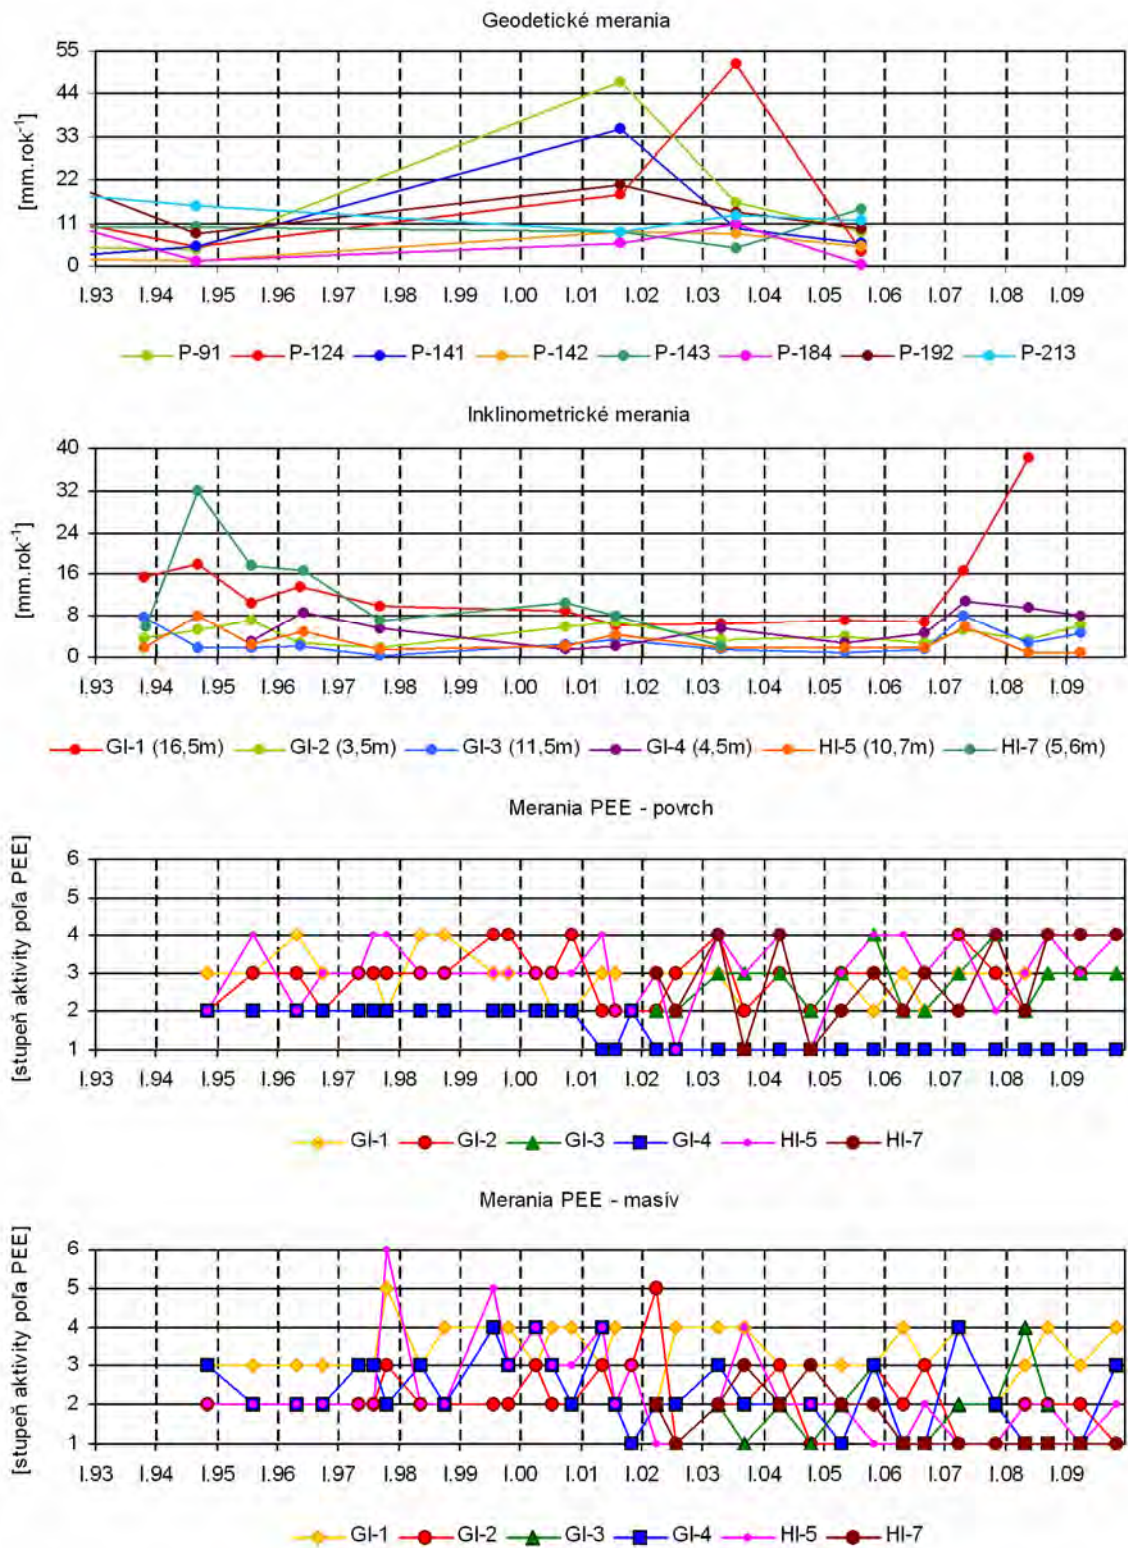 Geodetické merania
[mm.rok⁻¹]
55
44
33
22
11
0
I.93 I.94 I.95 I.96 I.97 I.98 I.99 I.00 I.01 I.02 I.03 I.04 I.05 I.06 I.07 I.08 I.09
P-91 P-124 P-141 P-142 P-143 P-184 P-192 P-213
Inklinometrické merania
[mm.rok⁻¹]
40
32
24
16
8
0
I.93 I.94 I.95 I.96 I.97 I.98 I.99 I.00 I.01 I.02 I.03 I.04 I.05 I.06 I.07 I.08 I.09
GI-1 (16,5m) GI-2 (3,5m) GI-3 (11,5m) GI-4 (4,5m) HI-5 (10,7m) HI-7 (5,6m)
Merania PEE - povrch
[stupeň aktivity poľa PEE]
6
5
4
3
2
1
I.93 I.94 I.95 I.96 I.97 I.98 I.99 I.00 I.01 I.02 I.03 I.04 I.05 I.06 I.07 I.08 I.09
GI-1 GI-2 GI-3 GI-4 HI-5 HI-7
Merania PEE - masív
[stupeň aktivity poľa PEE]
6
5
4
3
2
1
I.93 I.94 I.95 I.96 I.97 I.98 I.99 I.00 I.01 I.02 I.03 I.04 I.05 I.06 I.07 I.08 I.09
GI-1 GI-2 GI-3 GI-4 HI-5 HI-7